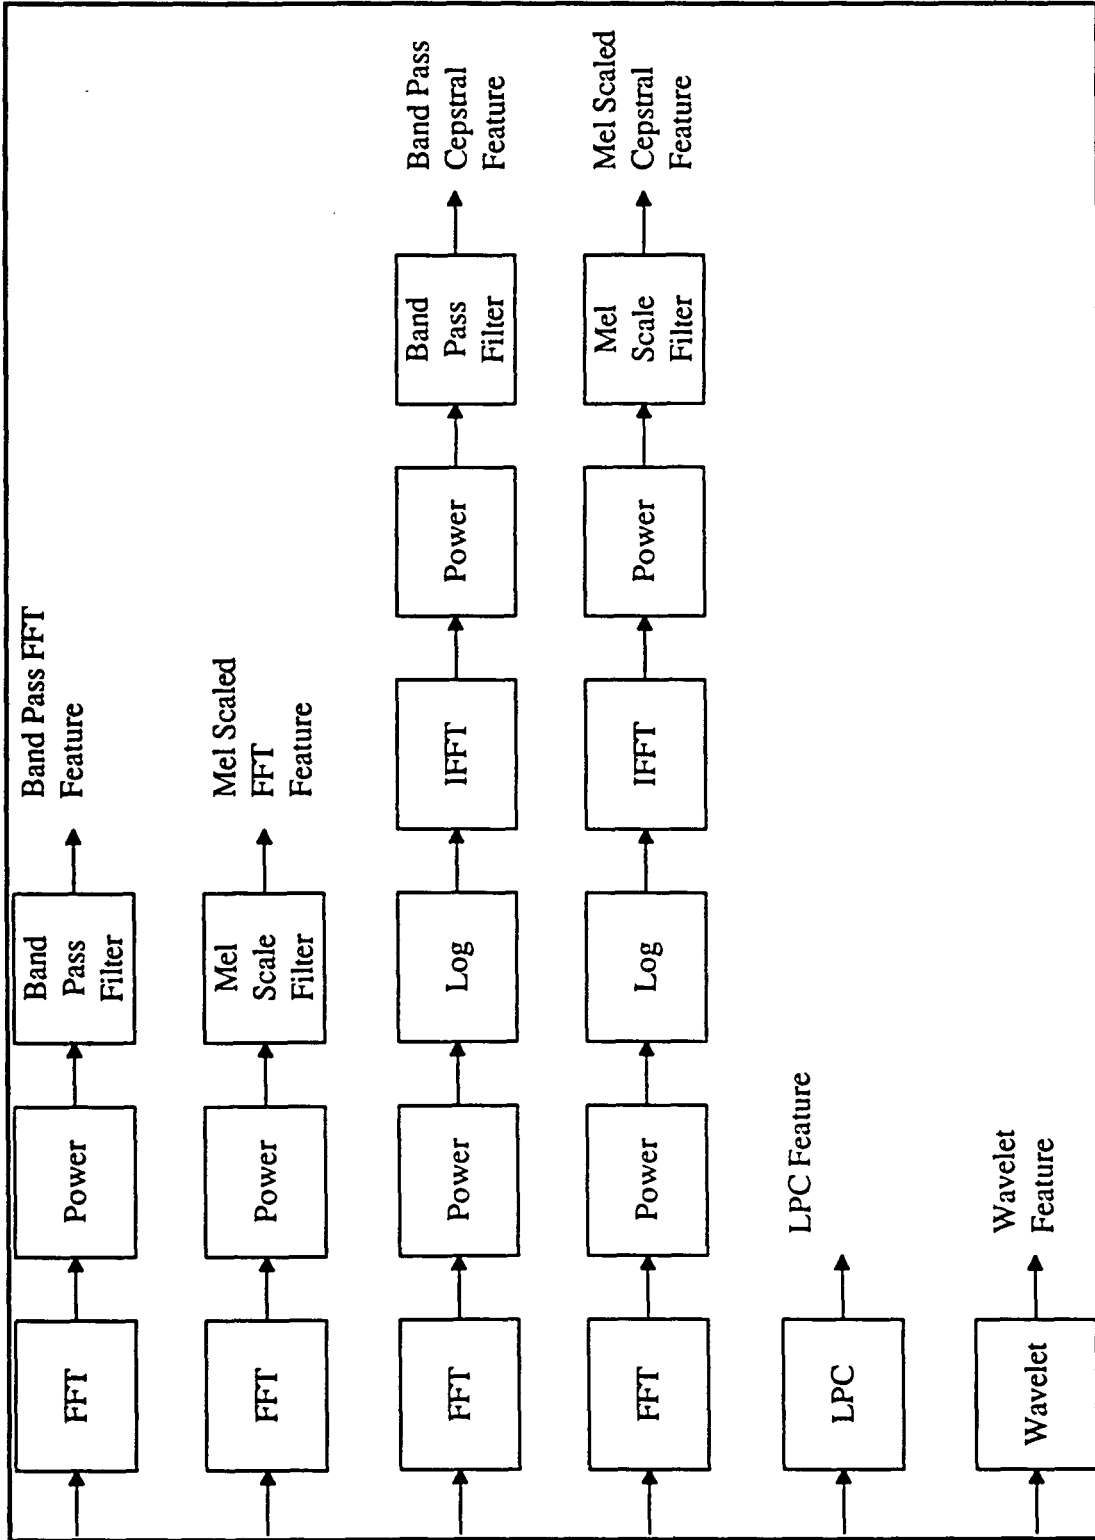 FFT
Power
Band
Pass
Filter
Band Pass FFT
Feature
FFT
Power
Mel
Scale
Filter
Mel Scaled
FFT
Feature
FFT
Power
Log
IFFT
Power
Band
Pass
Filter
Band Pass
Cepstral
Feature
FFT
Power
Log
IFFT
Power
Mel
Scale
Filter
Mel Scaled
Cepstral
Feature
LPC
LPC Feature
Wavelet
Wavelet
Feature